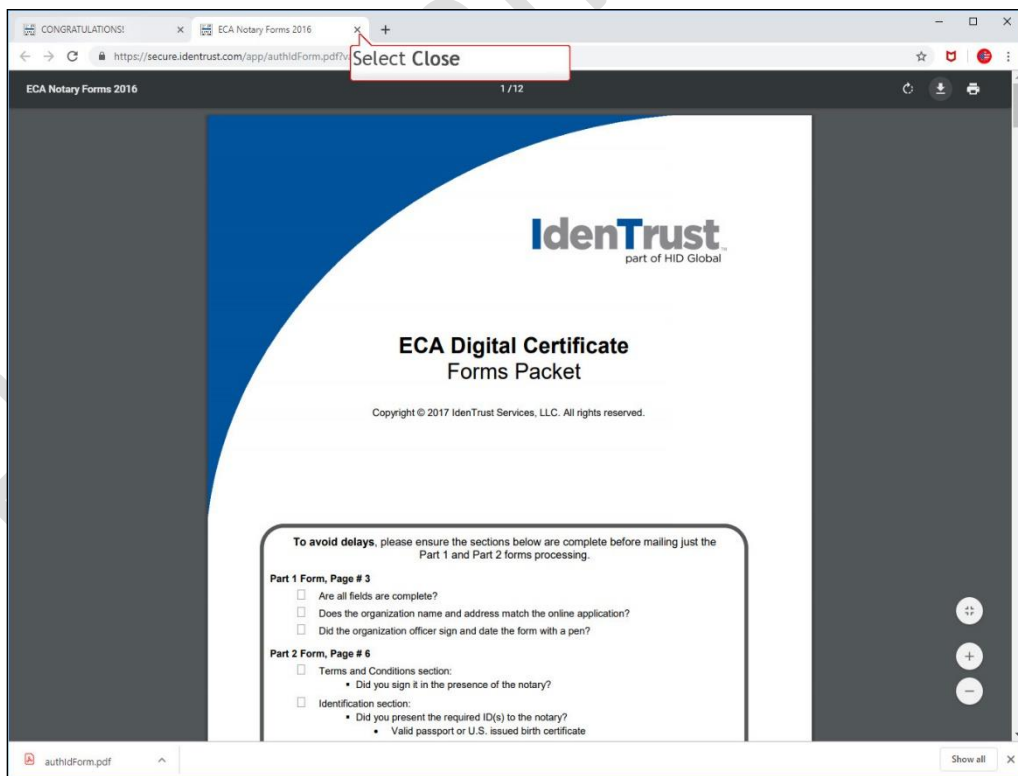 CONGRATULATIONS!
ECA Notary Forms 2016
https://secure.identrust.com/app/authIdForm.pdf?v
Select Close
ECA Notary Forms 2016
1 / 12
IdenTrust
part of HID Global
ECA Digital Certificate
Forms Packet
Copyright © 2017 IdenTrust Services, LLC. All rights reserved.
To avoid delays, please ensure the sections below are complete before mailing just the
Part 1 and Part 2 forms processing.
Part 1 Form, Page # 3
Are all fields are complete?
Does the organization name and address match the online application?
Did the organization officer sign and date the form with a pen?
Part 2 Form, Page # 6
Terms and Conditions section:
• Did you sign it in the presence of the notary?
Identification section:
• Did you present the required ID(s) to the notary?
• Valid passport or U.S. issued birth certificate
authIdForm.pdf
Show all